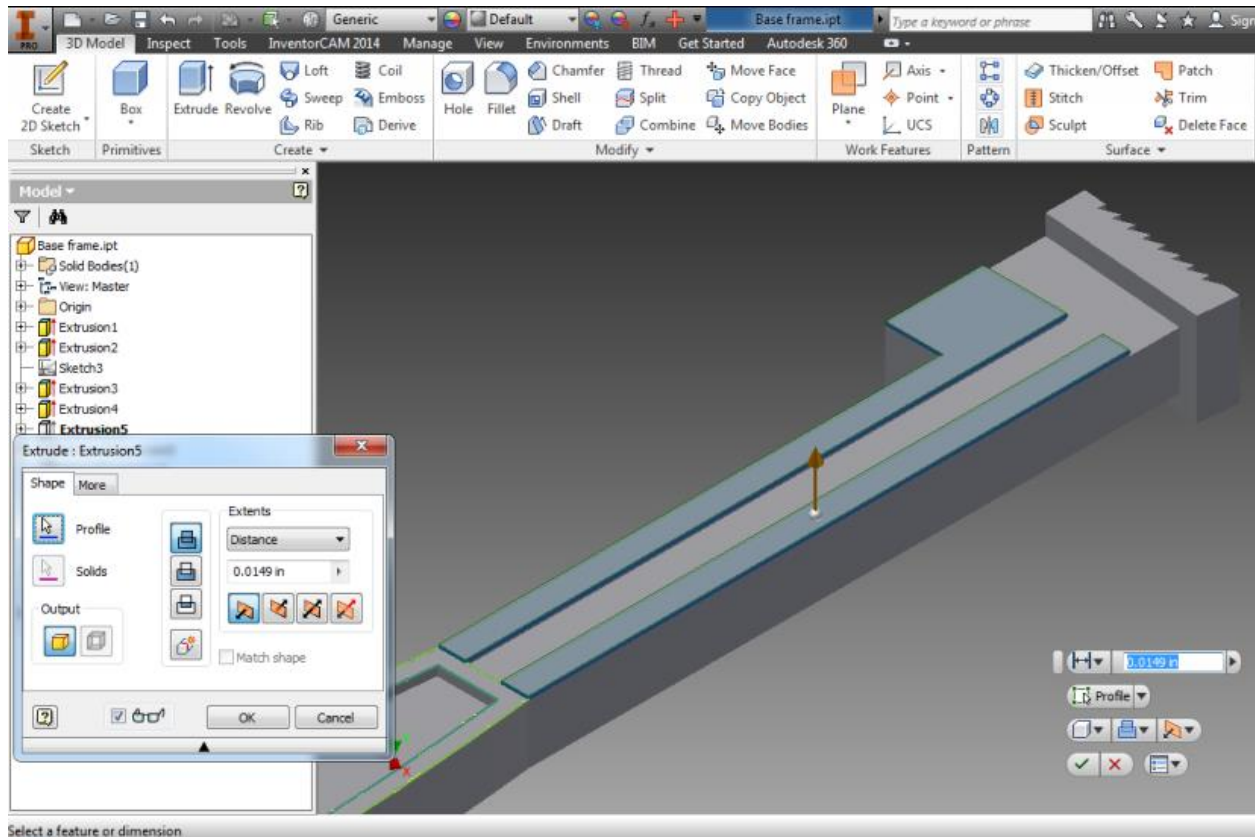 Generic Default Base frame.ipt Type a keyword or phrase Sign
PRO 3D Model Inspect Tools InventorCAM 2014 Manage View Environments BIM Get Started Autodesk 360
Loft Coil Chamfer Thread Move Face Axis Thicken/Offset Patch
Create 2D Sketch Box Extrude Revolve Sweep Emboss Hole Fillet Shell Split Copy Object Plane Point Stitch Trim
Rib Derive Draft Combine Move Bodies UCS Sculpt Delete Face
Sketch Primitives Create Modify Work Features Pattern Surface
Model
Base frame.ipt
Solid Bodies(1)
View: Master
Origin
Extrusion1
Extrusion2
Sketch3
Extrusion3
Extrusion4
Extrusion5
Extrude : Extrusion5
Shape More
Extents
Profile
Distance
Solids
0.0149 in
Output
Match shape
OK Cancel
X
0.0149 in
Profile
Select a feature or dimension